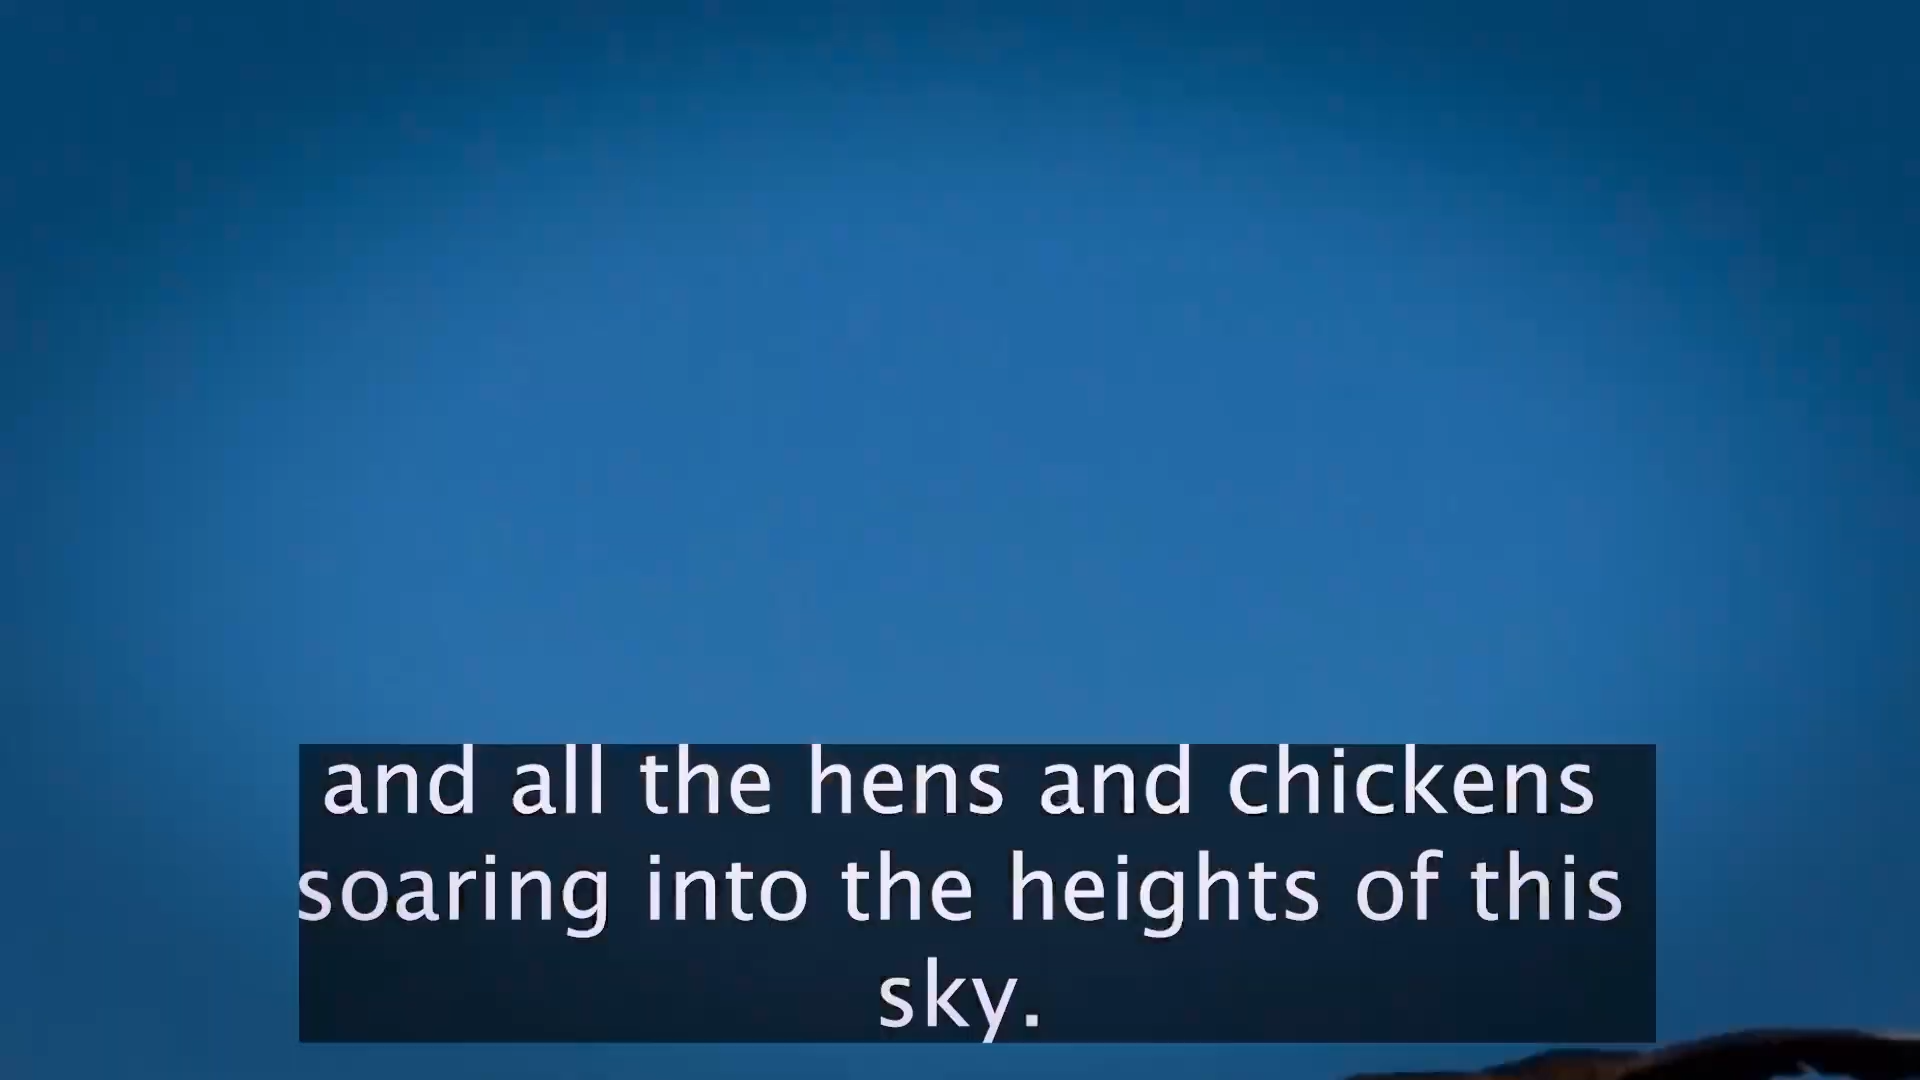 and all the hens and chickens
soaring into the heights of this
sky.